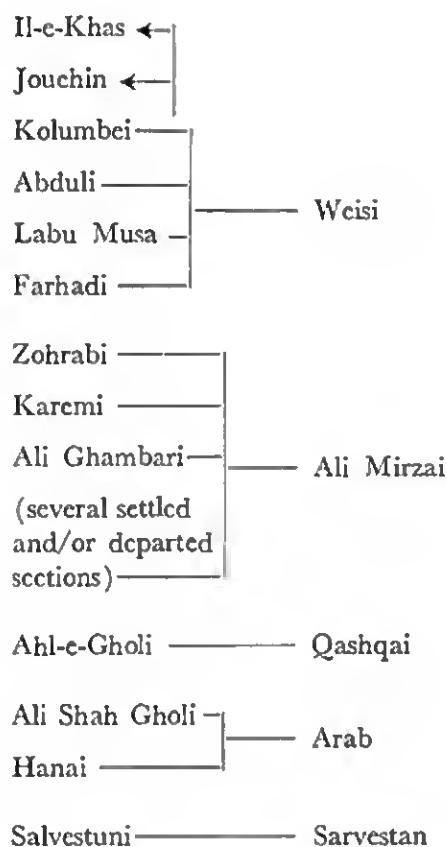 Il-e-Khas
Jouchin
Kolumbei
Abduli
Weisi
Labu Musa
Farhadi
Zohrabi
Karemi
Ali Ghambari
Ali Mirzai
(several settled
and/or departed
sections)
Ahl-e-Gholi Qashqai
Ali Shah Gholi
Arab
Hanai
Salvestuni Sarvestan